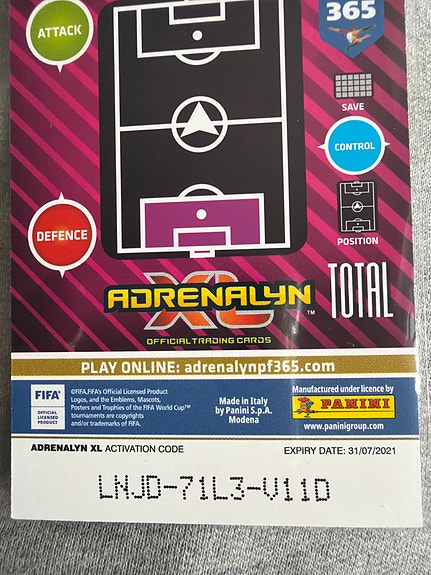 365
ATTACK
SAVE
CONTROL
DEFENCE
POSITION
ADRENALYN
XL
TM
TOTAL
OFFICIAL TRADING CARDS
PLAY ONLINE: adrenalynpf365.com
FIFA®
OFFICIAL
LICENSED
PRODUCT
©FIFA,FIFA's Official Licensed Product
Logos, and the Emblems, Mascots,
Posters and Trophies of the FIFA World Cup™
tournaments are copyrights
and/or trademarks of FIFA.
Made in Italy
by Panini S.p.A.
Modena
Manufactured under licence by
PANINI
www.paninigroup.com
ADRENALYN XL ACTIVATION CODE
EXPIRY DATE: 31/07/2021
LNJD-71L3-V11D